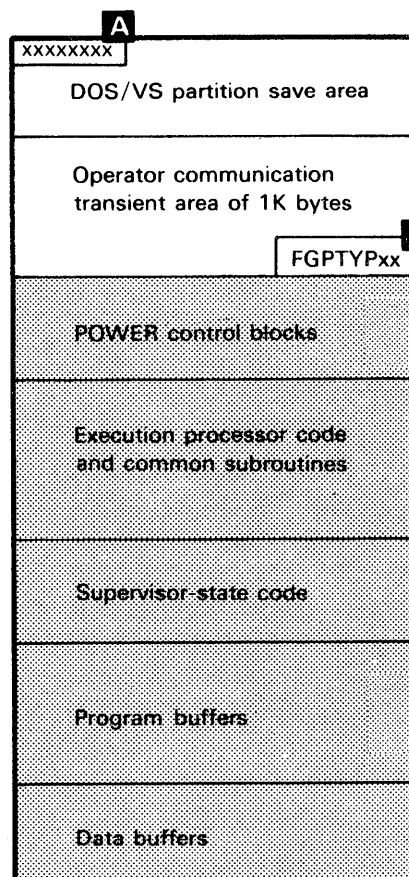 A
xxxxxxxx
DOS/VS partition save area
Operator communication
transient area of 1K bytes
FGPTYPxx
POWER control blocks
Execution processor code
and common subroutines
Supervisor-state code
Program buffers
Data buffers